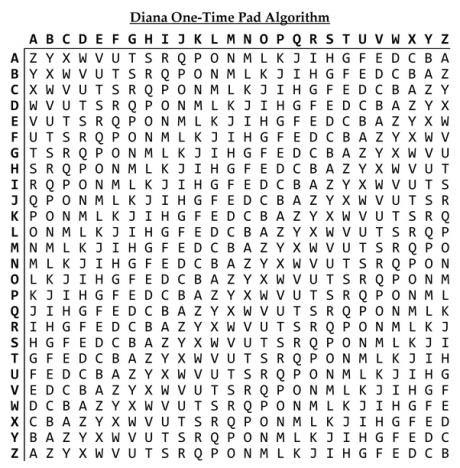 Diana One-Time Pad Algorithm
A B C D E F G H I J K L M N O P Q R S T U V W X Y Z
A Z Y X W V U T S R Q P O N M L K J I H G F E D C B A
B Y X W V U T S R Q P O N M L K J I H G F E D C B A Z
C X W V U T S R Q P O N M L K J I H G F E D C B A Z Y
D W V U T S R Q P O N M L K J I H G F E D C B A Z Y X
E V U T S R Q P O N M L K J I H G F E D C B A Z Y X W
F U T S R Q P O N M L K J I H G F E D C B A Z Y X W V
G T S R Q P O N M L K J I H G F E D C B A Z Y X W V U
H S R Q P O N M L K J I H G F E D C B A Z Y X W V U T
I R Q P O N M L K J I H G F E D C B A Z Y X W V U T S
J Q P O N M L K J I H G F E D C B A Z Y X W V U T S R
K P O N M L K J I H G F E D C B A Z Y X W V U T S R Q
L O N M L K J I H G F E D C B A Z Y X W V U T S R Q P
M N M L K J I H G F E D C B A Z Y X W V U T S R Q P O
N M L K J I H G F E D C B A Z Y X W V U T S R Q P O N
O L K J I H G F E D C B A Z Y X W V U T S R Q P O N M
P K J I H G F E D C B A Z Y X W V U T S R Q P O N M L
Q J I H G F E D C B A Z Y X W V U T S R Q P O N M L K
R I H G F E D C B A Z Y X W V U T S R Q P O N M L K J
S H G F E D C B A Z Y X W V U T S R Q P O N M L K J I
T G F E D C B A Z Y X W V U T S R Q P O N M L K J I H
U F E D C B A Z Y X W V U T S R Q P O N M L K J I H G
V E D C B A Z Y X W V U T S R Q P O N M L K J I H G F
W D C B A Z Y X W V U T S R Q P O N M L K J I H G F E
X C B A Z Y X W V U T S R Q P O N M L K J I H G F E D
Y B A Z Y X W V U T S R Q P O N M L K J I H G F E D C
Z A Z Y X W V U T S R Q P O N M L K J I H G F E D C B